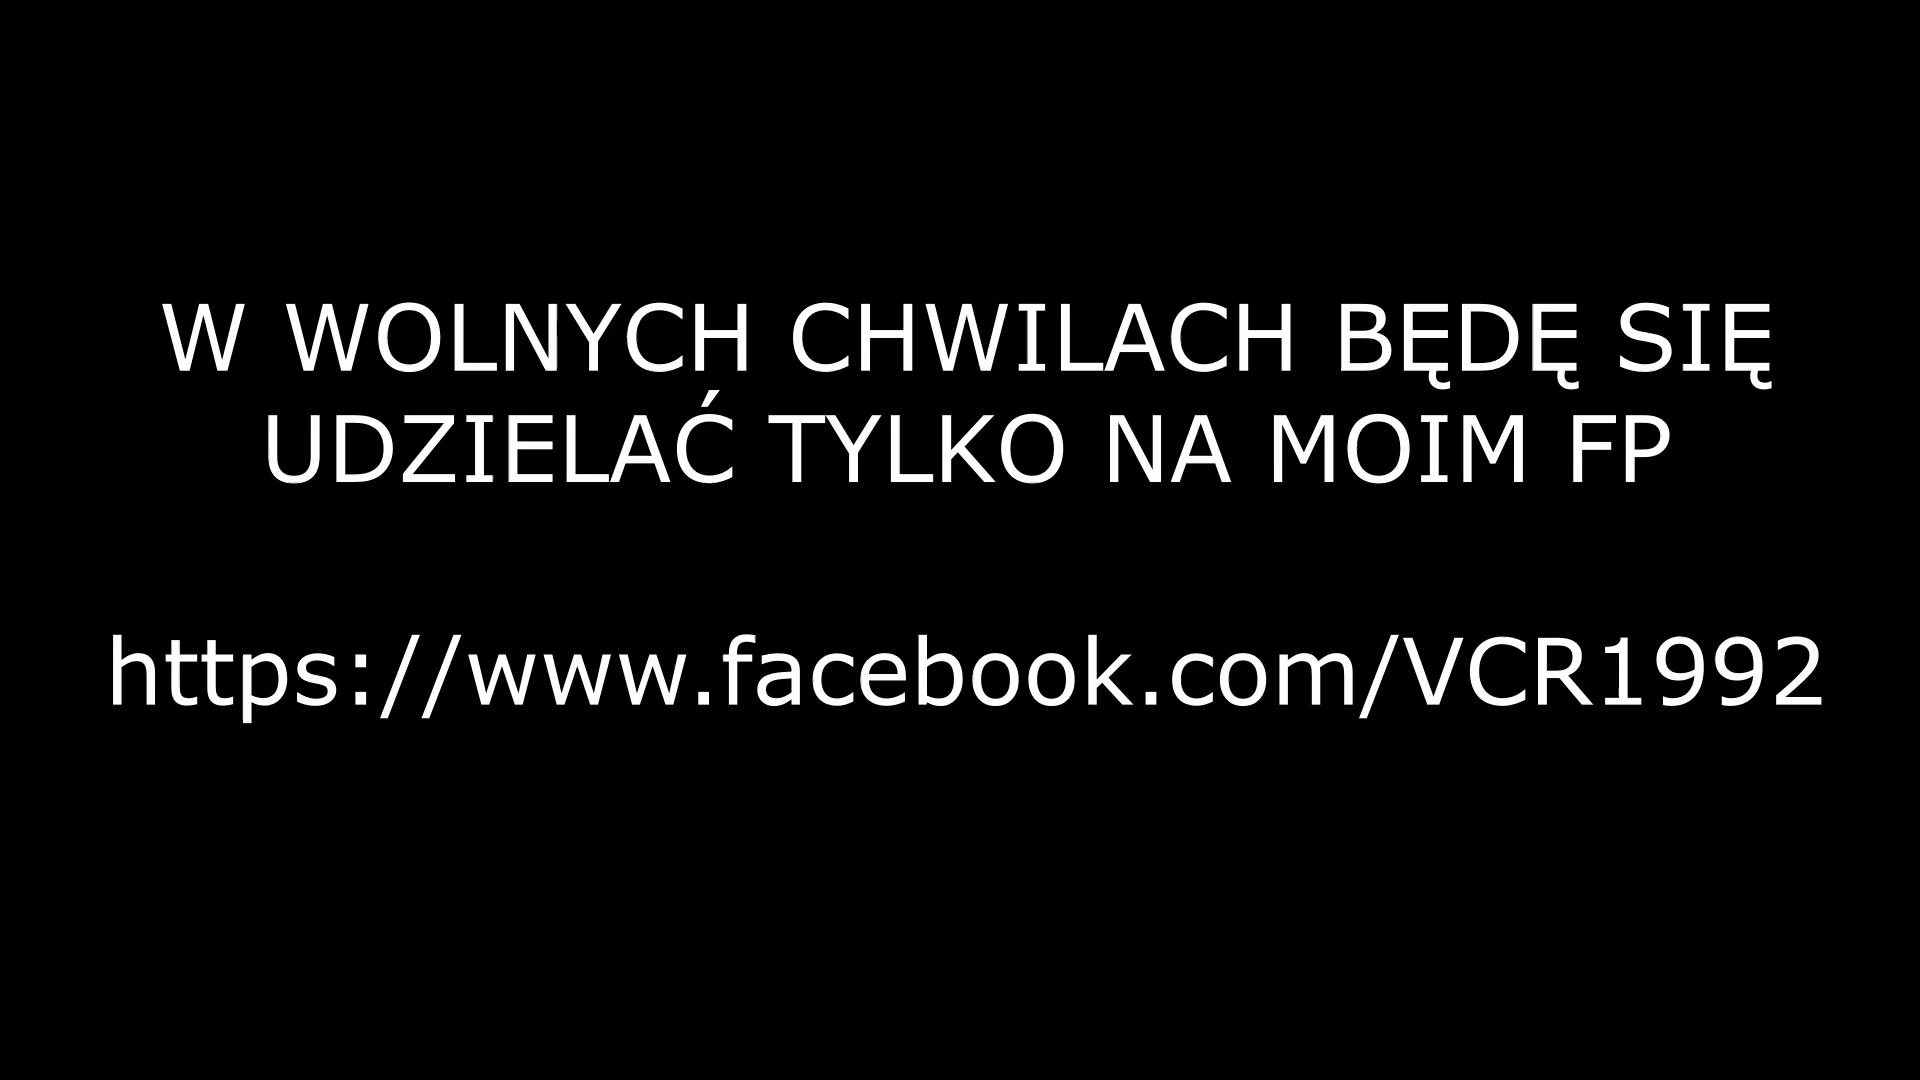 W WOLNYCH CHWILACH BĘDĘ SIĘ
UDZIELAĆ TYLKO NA MOIM FP
https://www.facebook.com/VCR1992